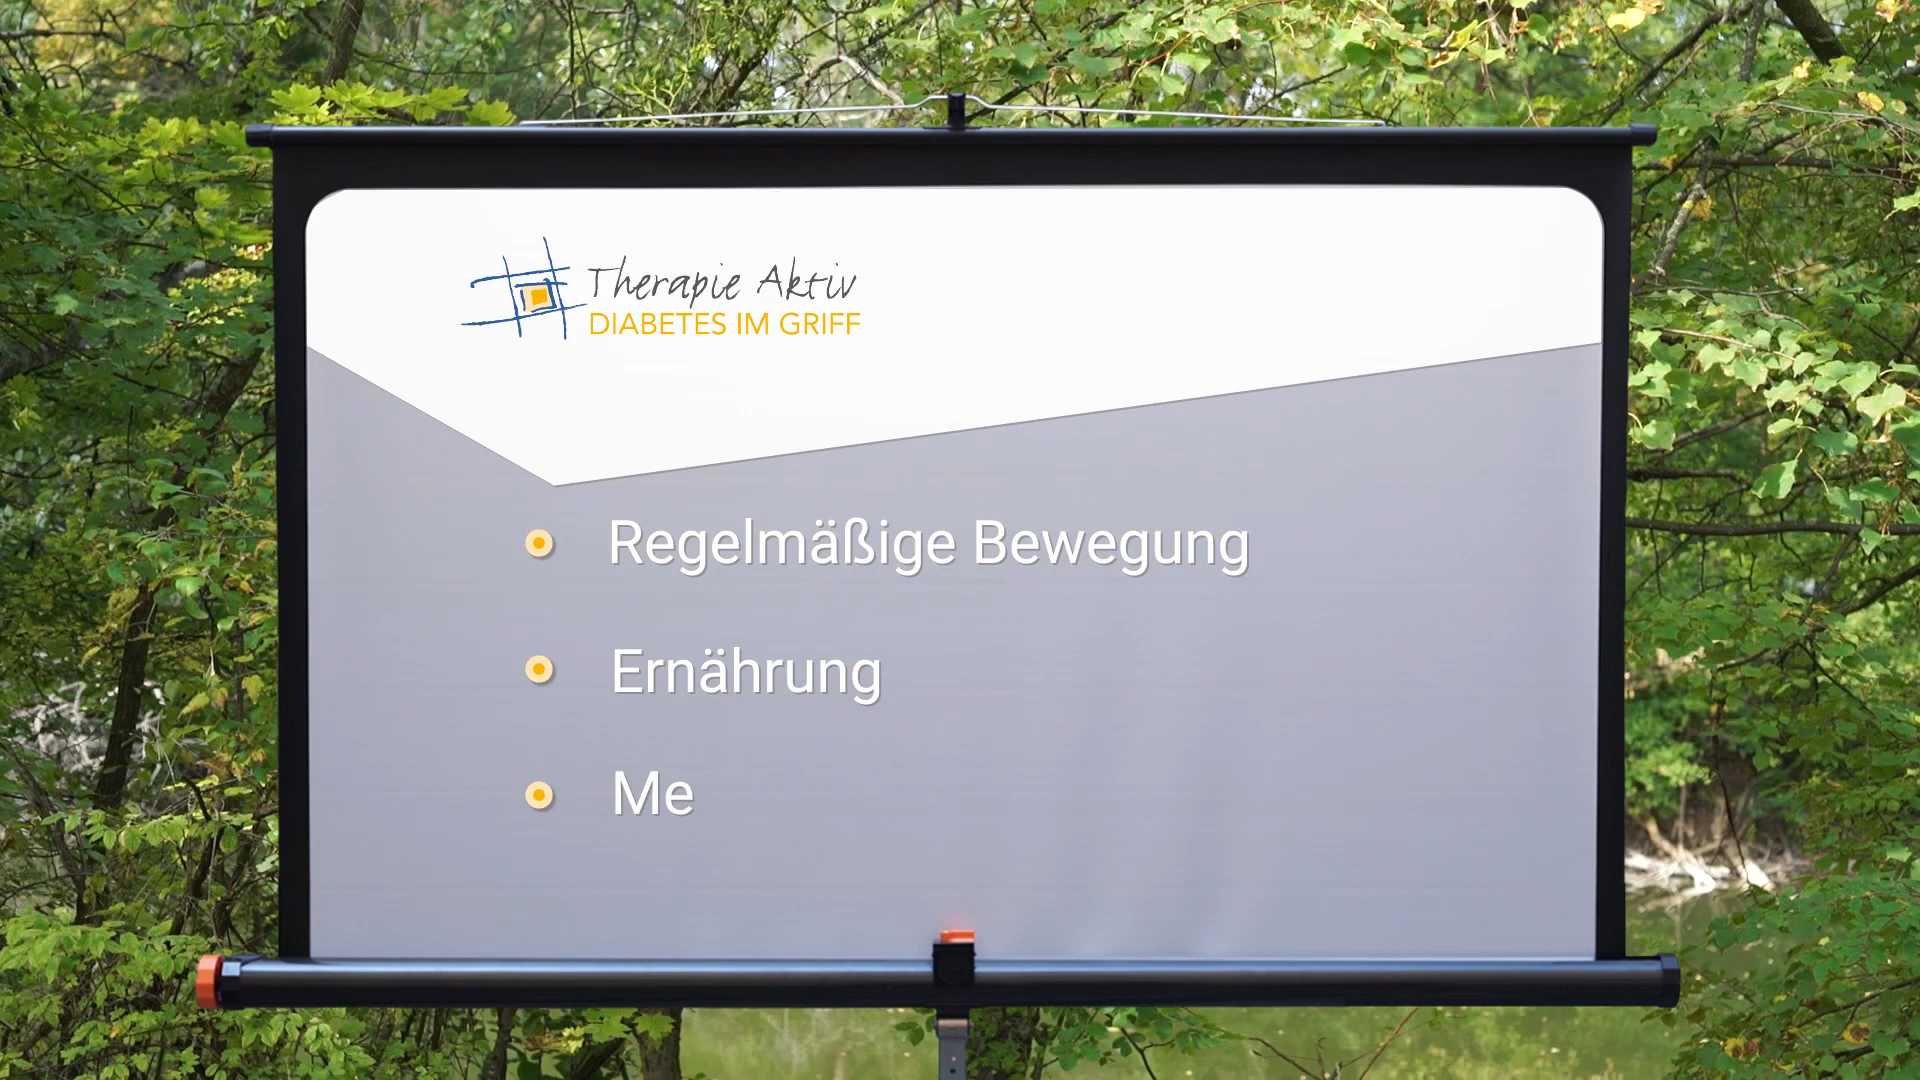 Therapie Aktiv
DIABETES IM GRIFF
Regelmäßige Bewegung
Ernährung
Me